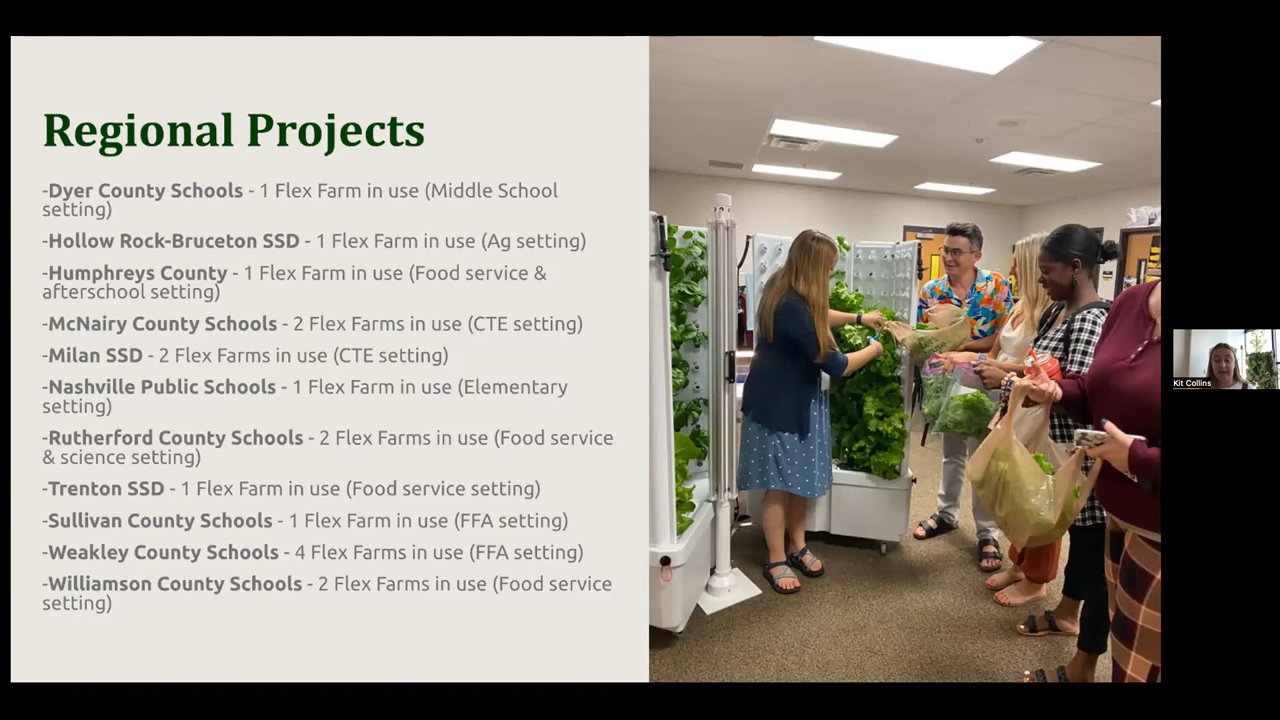 Regional Projects
-Dyer County Schools - 1 Flex Farm in use (Middle School
setting)
-Hollow Rock-Bruceton SSD - 1 Flex Farm in use (Ag setting)
-Humphreys County - 1 Flex Farm in use (Food service &
afterschool setting)
-McNairy County Schools - 2 Flex Farms in use (CTE setting)
-Milan SSD - 2 Flex Farms in use (CTE setting)
-Nashville Public Schools - 1 Flex Farm in use (Elementary
setting)
-Rutherford County Schools - 2 Flex Farms in use (Food service
& science setting)
-Trenton SSD - 1 Flex Farm in use (Food service setting)
-Sullivan County Schools - 1 Flex Farm in use (FFA setting)
-Weakley County Schools - 4 Flex Farms in use (FFA setting)
-Williamson County Schools - 2 Flex Farms in use (Food service
setting)
Kit Collins